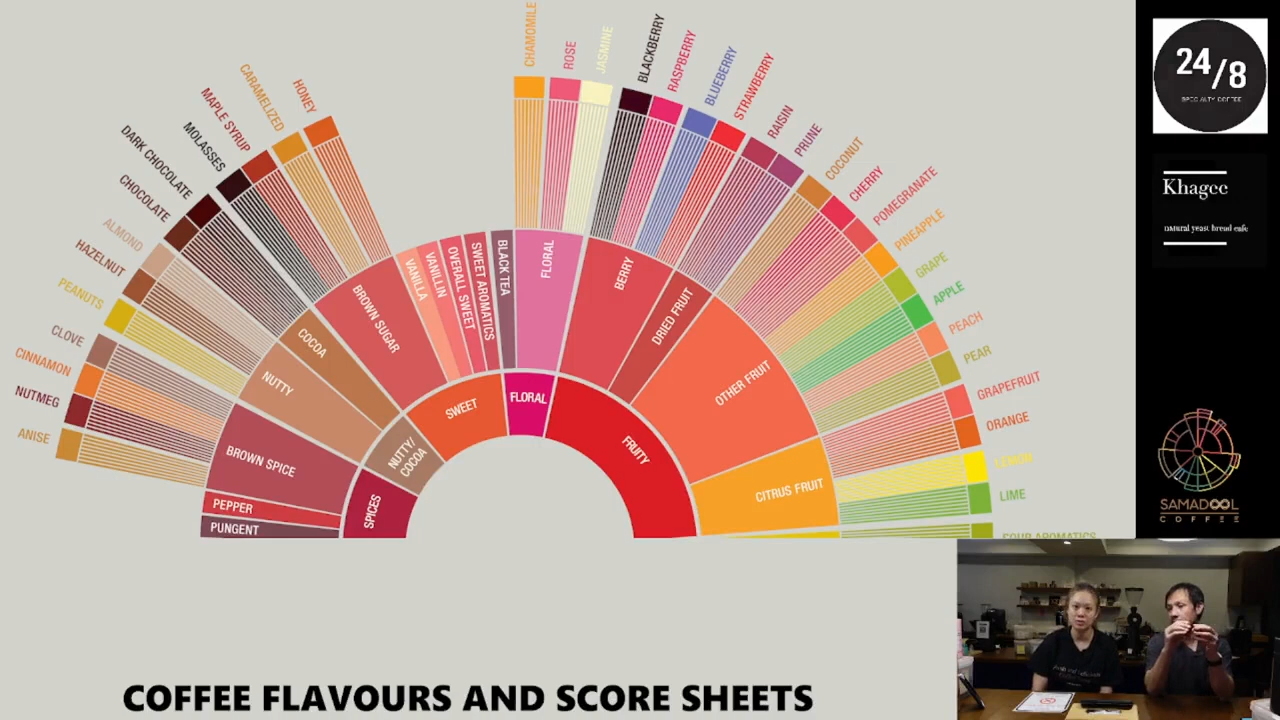 CHAMOMILE
ROSE
JASMINE
BLACKBERRY
RASPBERRY
BLUEBERRY
STRAWBERRY
RAISIN
PRUNE
COCONUT
CHERRY
POMEGRANATE
PINEAPPLE
GRAPE
APPLE
PEACH
PEAR
GRAPEFRUIT
ORANGE
LEMON
LIME
SOUR AROMATICS
HONEY
CARAMELIZED
MAPLE SYRUP
MOLASSES
DARK CHOCOLATE
CHOCOLATE
ALMOND
HAZELNUT
PEANUTS
CLOVE
CINNAMON
NUTMEG
ANISE
PUNGENT
PEPPER
BROWN SPICE
NUTTY
COCOA
BROWN SUGAR
VANILLA
VANILLIN
OVERALL SWEET
SWEET AROMATICS
BLACK TEA
FLORAL
BERRY
DRIED FRUIT
OTHER FRUIT
CITRUS FRUIT
SPICES
NUTTY/
COCOA
SWEET
FLORAL
FRUITY
24/8
SPECIALTY COFFEE
Khagee
natural yeast bread cafe
SAMADOOL
COFFEE
COFFEE FLAVOURS AND SCORE SHEETS